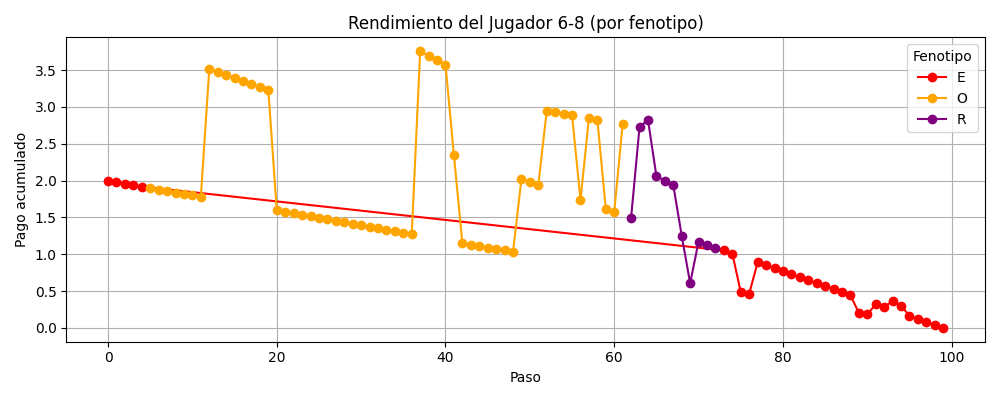 Rendimiento del Jugador 6-8 (por fenotipo)
Pago acumulado
3.5
3.0
2.5
2.0
1.5
1.0
0.5
0.0
Fenotipo
E
O
R
0 20 40 60 80 100
Paso